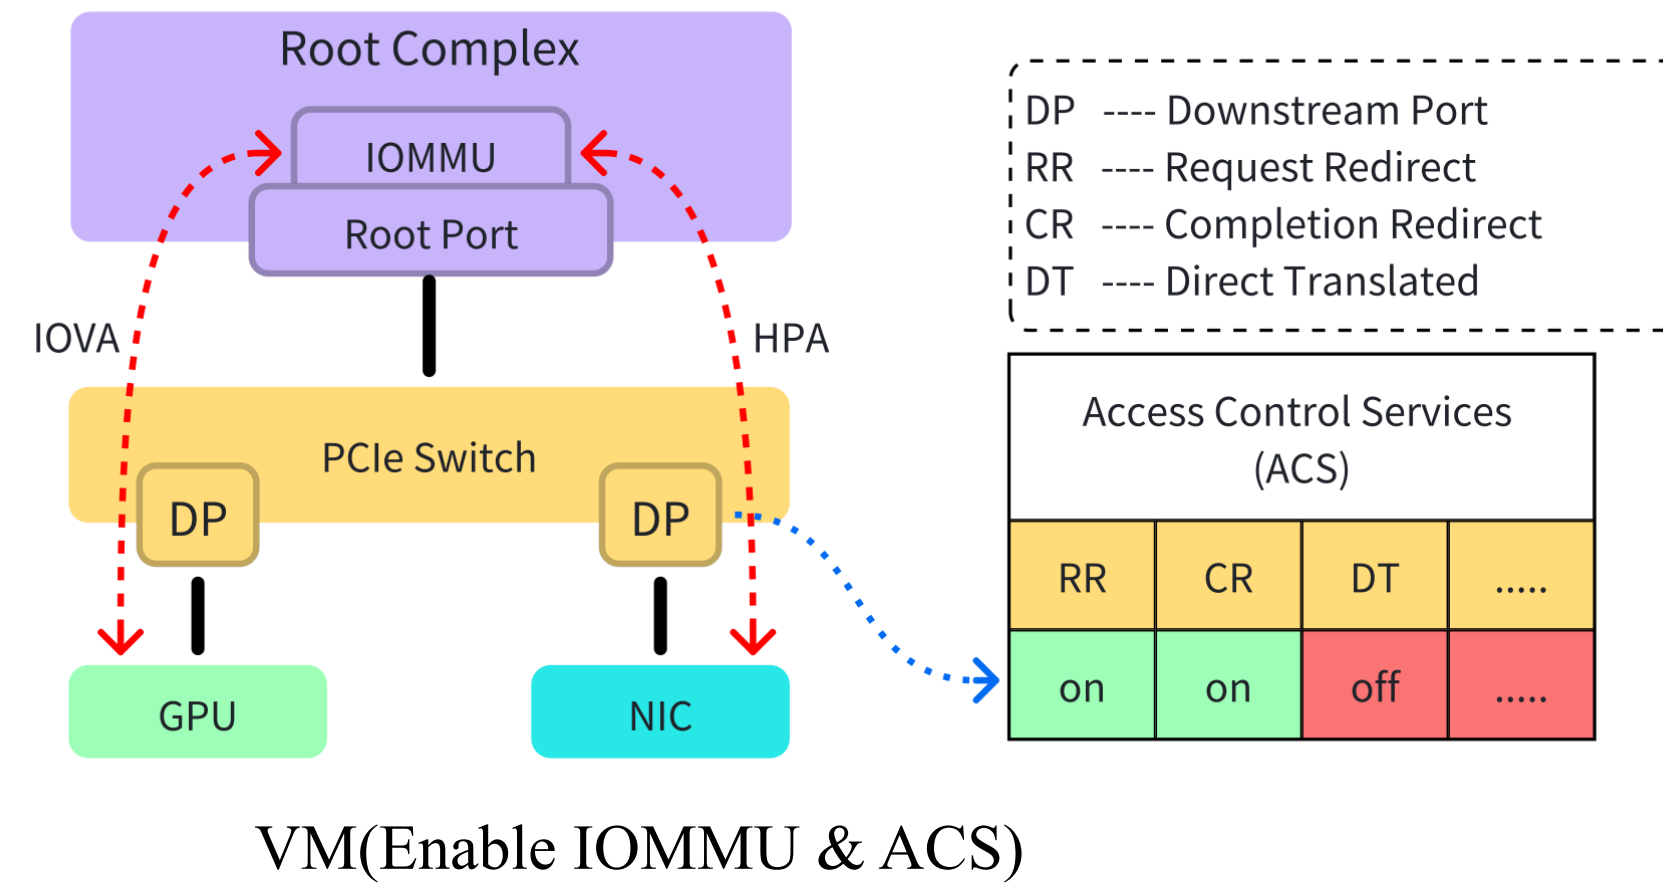 Root Complex
IOMMU
Root Port
IOVA
HPA
PCIe Switch
DP
DP
GPU
NIC
DP ---- Downstream Port
RR ---- Request Redirect
CR ---- Completion Redirect
DT ---- Direct Translated
Access Control Services
(ACS)
RR CR DT .....
on on off .....
VM(Enable IOMMU & ACS)